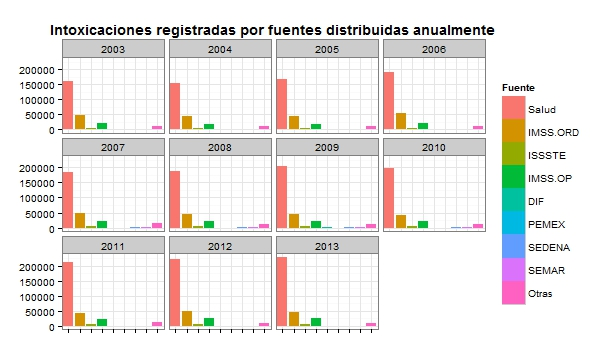 Intoxicaciones registradas por fuentes distribuidas anualmente
2003 2004 2005 2006
200000
150000
100000
50000
0
2007 2008 2009 2010
200000
150000
100000
50000
0
2011 2012 2013
200000
150000
100000
50000
0
Fuente
Salud
IMSS.ORD
ISSSTE
IMSS.OP
DIF
PEMEX
SEDENA
SEMAR
Otras